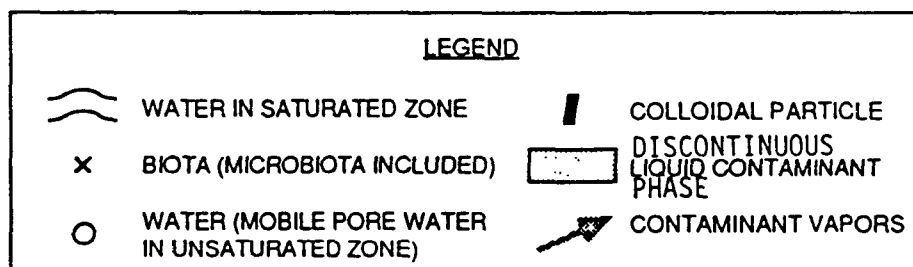 LEGEND
WATER IN SATURATED ZONE
BIOTA (MICROBIOTA INCLUDED)
WATER (MOBILE PORE WATER
IN UNSATURATED ZONE)
COLLOIDAL PARTICLE
DISCONTINUOUS
LIQUID CONTAMINANT
PHASE
CONTAMINANT VAPORS